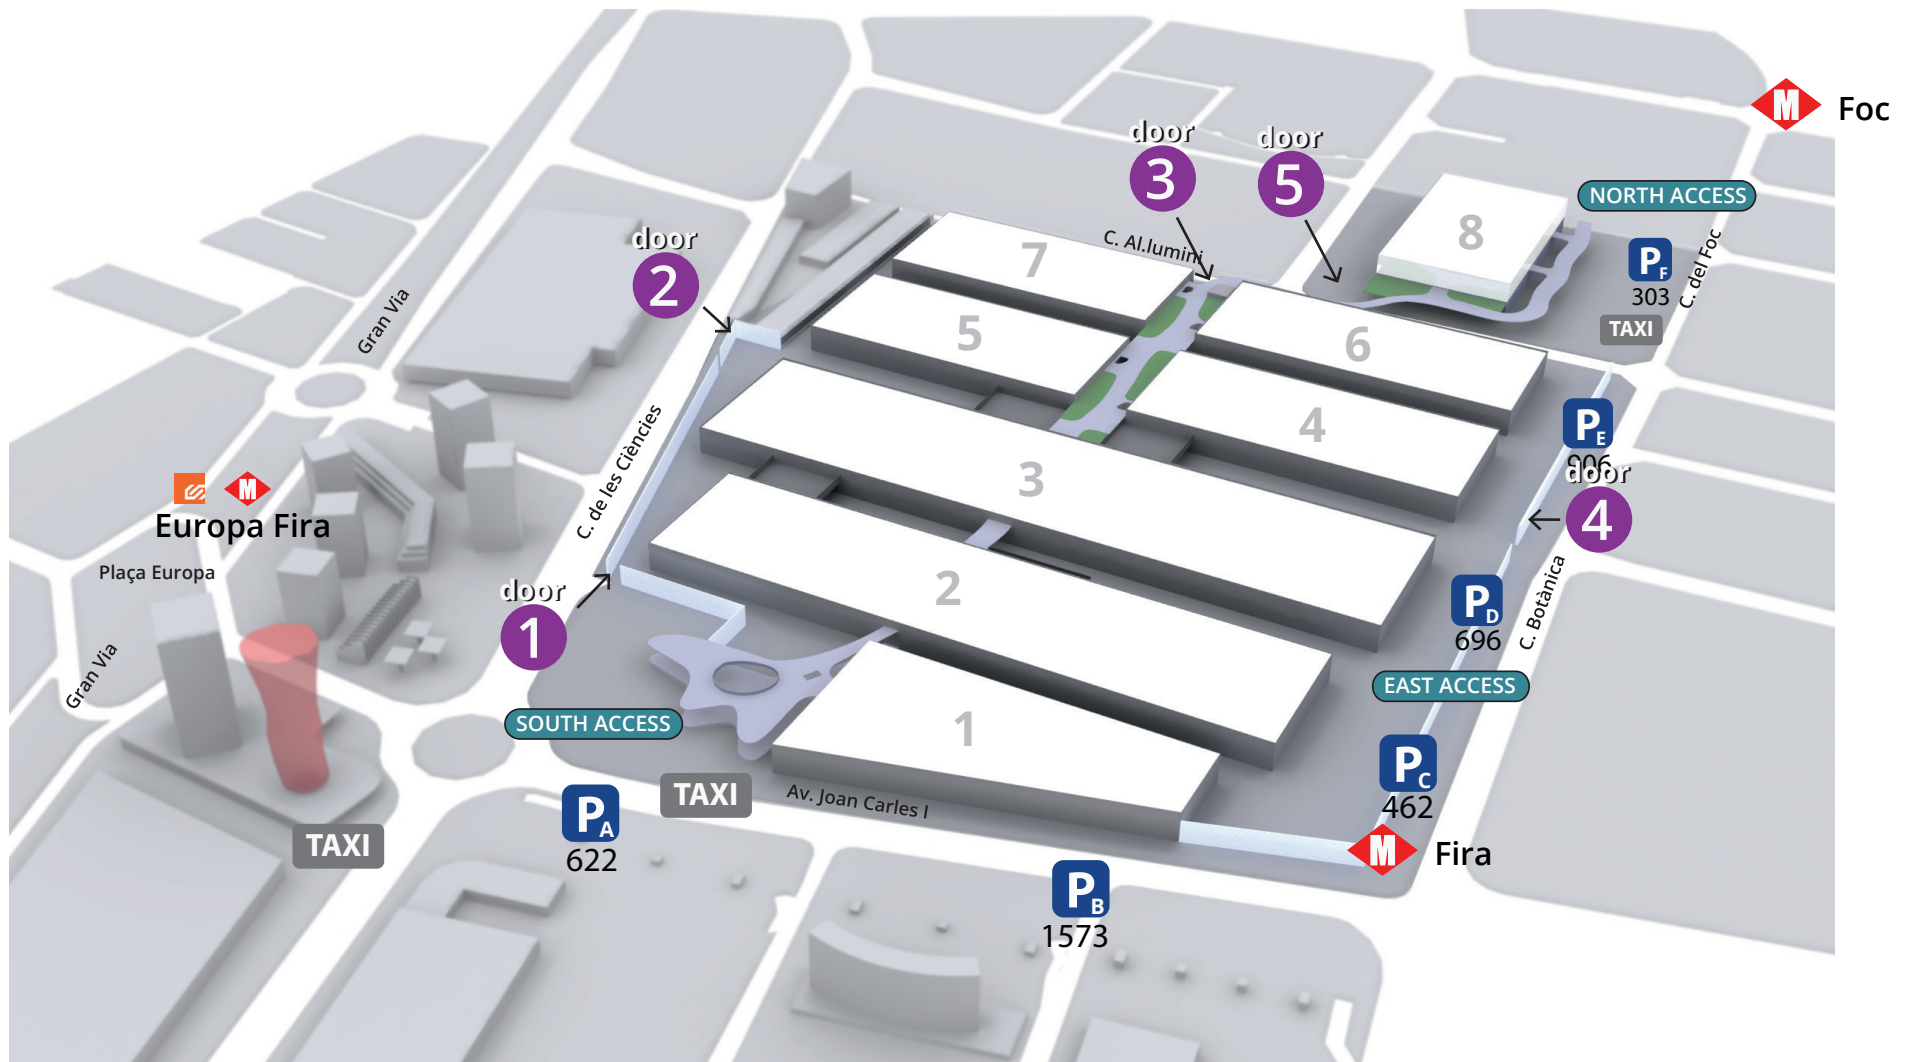 M Foc
door
3
door
5
NORTH ACCESS
8
door
2
7
C. Al.lumini
P F
303
C. del Foc
TAXI
Gran Via
5
6
P E
906
door
4
4
C. de les Ciències
3
M
Europa Fira
Plaça Europa
2
door
1
P D
696
C. Botànica
Gran Via
EAST ACCESS
SOUTH ACCESS
1
P C
462
TAXI
Av. Joan Carles I
P A
622
TAXI
M Fira
P B
1573